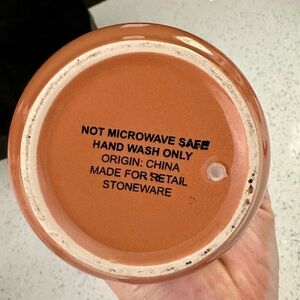 NOT MICROWAVE SAFE
HAND WASH ONLY
ORIGIN: CHINA
MADE FOR RETAIL
STONEWARE